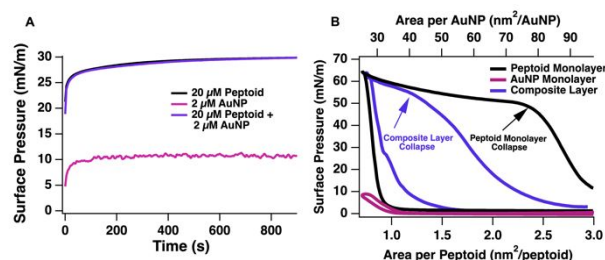 A
Surface Pressure (mN/m)
30
25
20
15
10
5
0
20 µM Peptoid
2 µM AuNP
20 µM Peptoid +
2 µM AuNP
0 200 400 600 800
Time (s)
B
Area per AuNP (nm²/AuNP)
30 40 50 60 70 80 90
Surface Pressure (mN/m)
70
60
50
40
30
20
10
0
Peptoid Monolayer
AuNP Monolayer
Composite Layer
Composite Layer
Collapse
Peptoid Monolayer
Collapse
1.0 1.5 2.0 2.5 3.0
Area per Peptoid (nm²/peptoid)